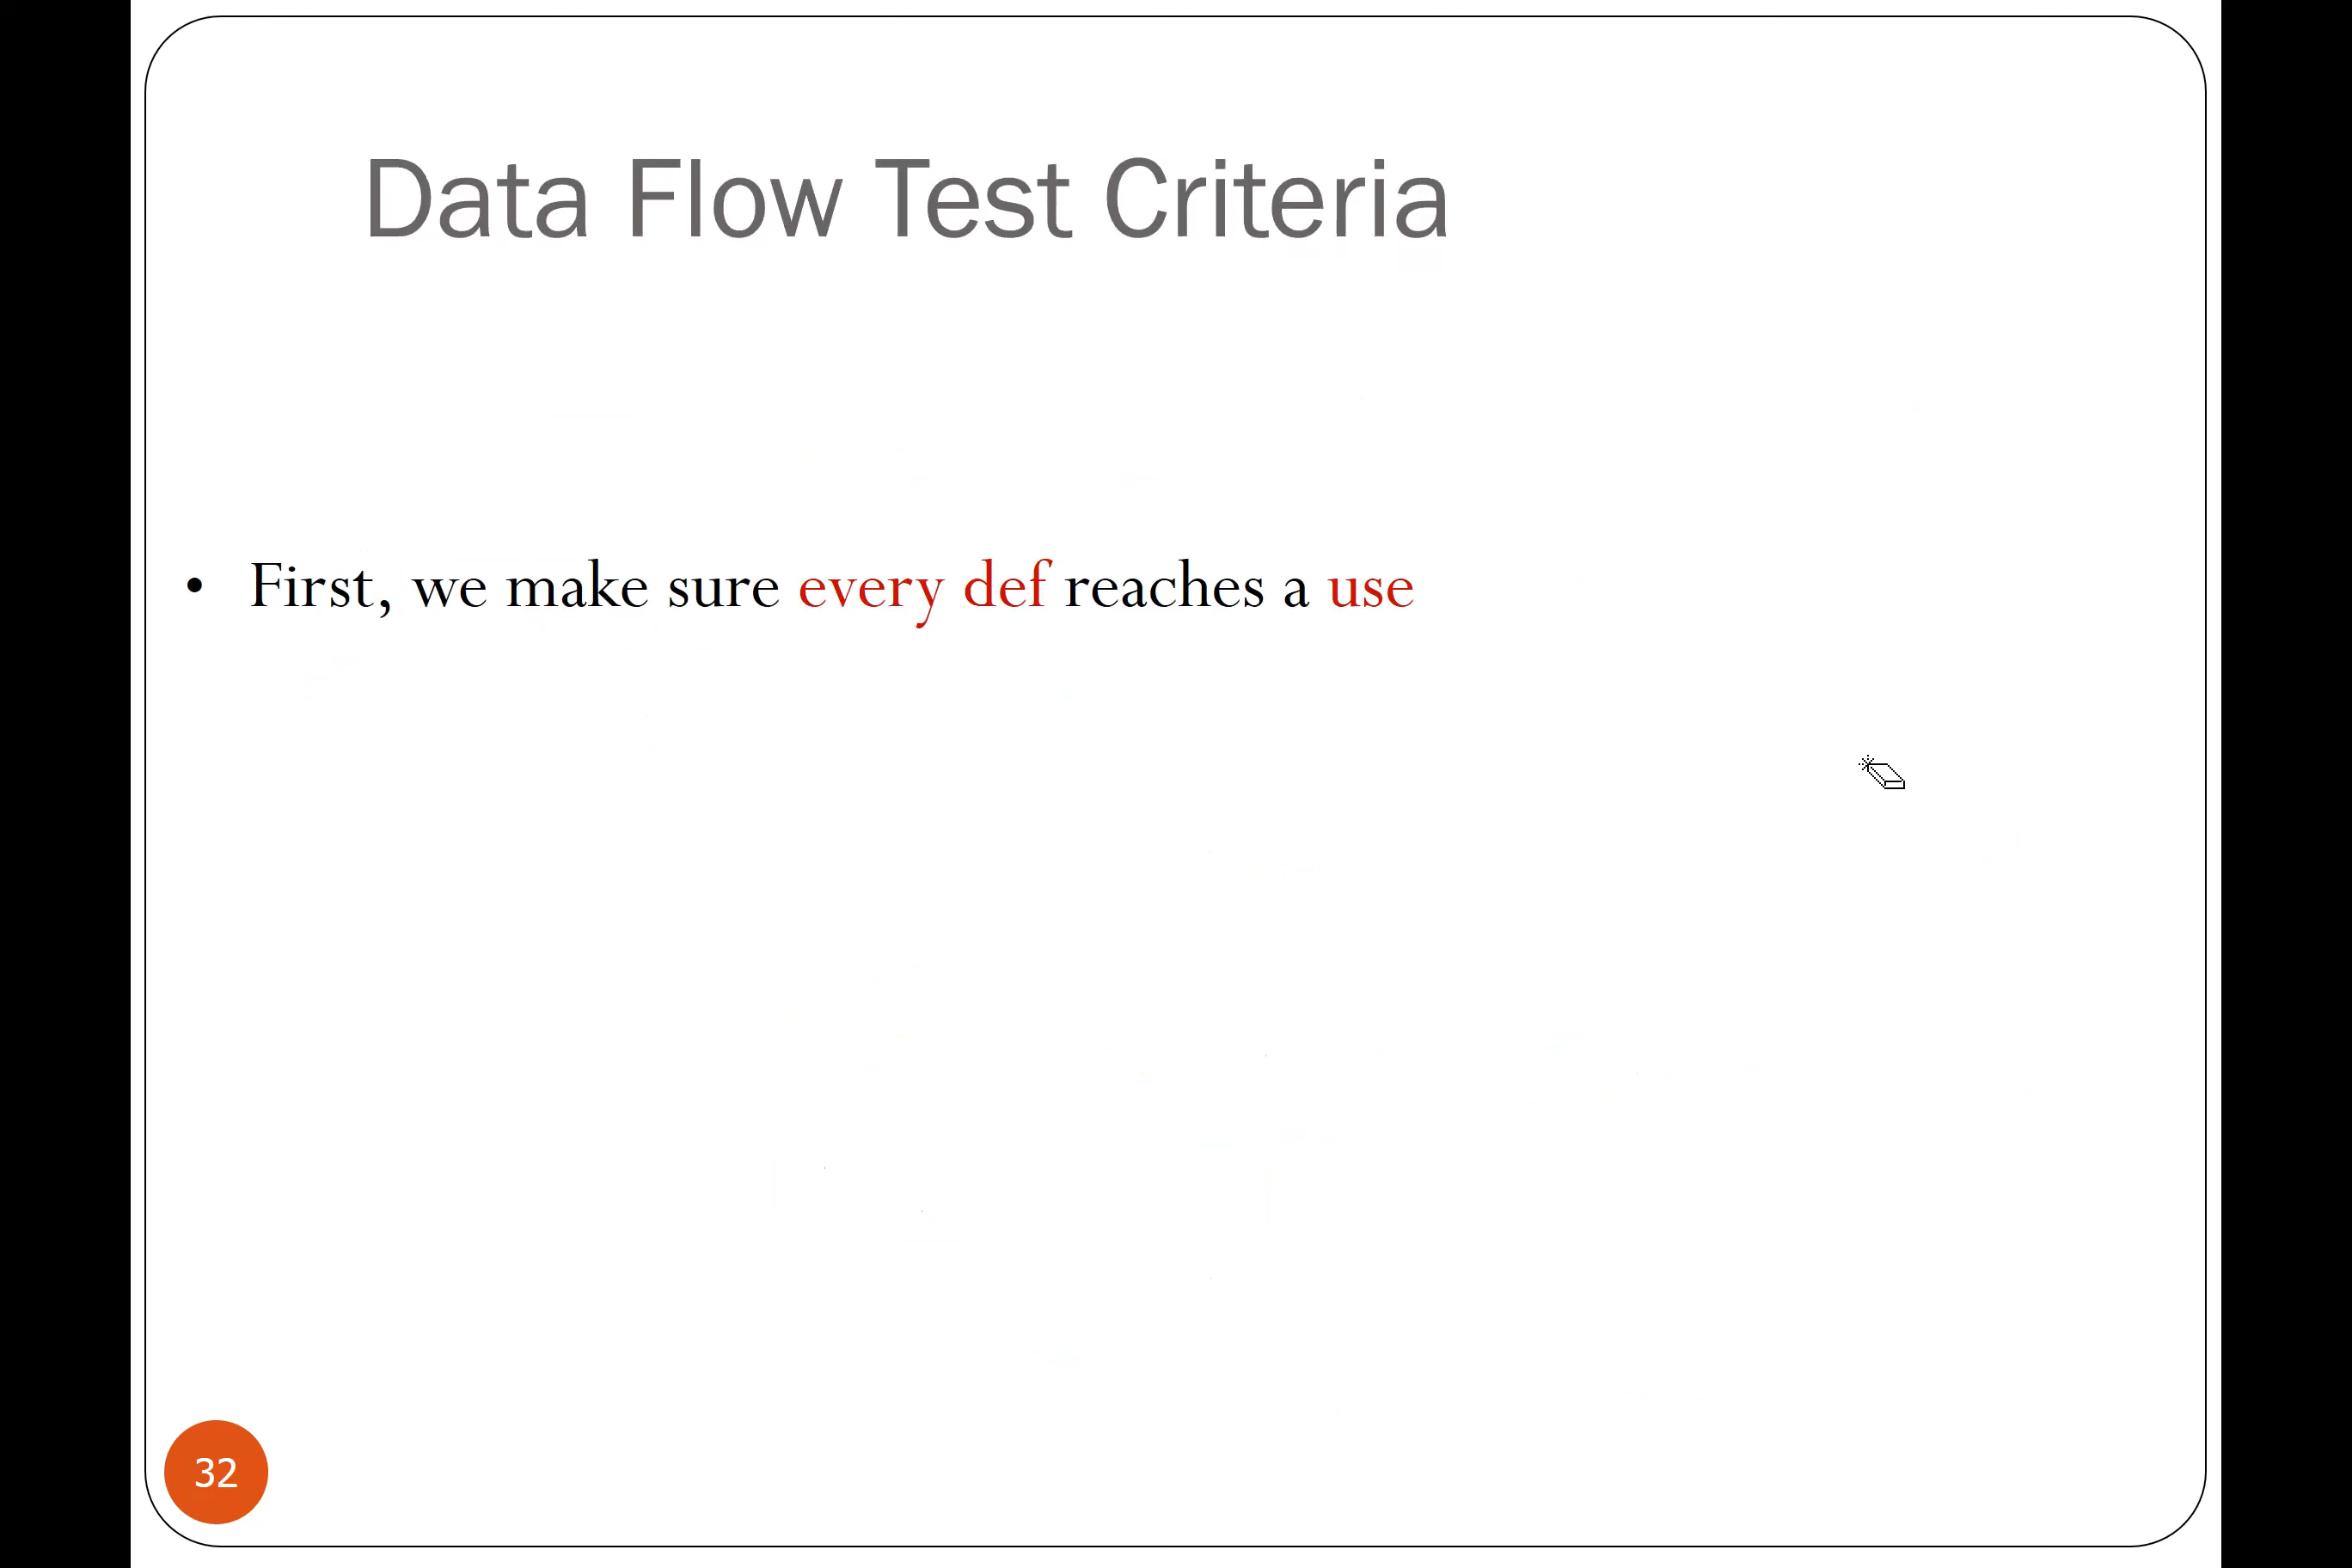 Data Flow Test Criteria
• First, we make sure every def reaches a use
32